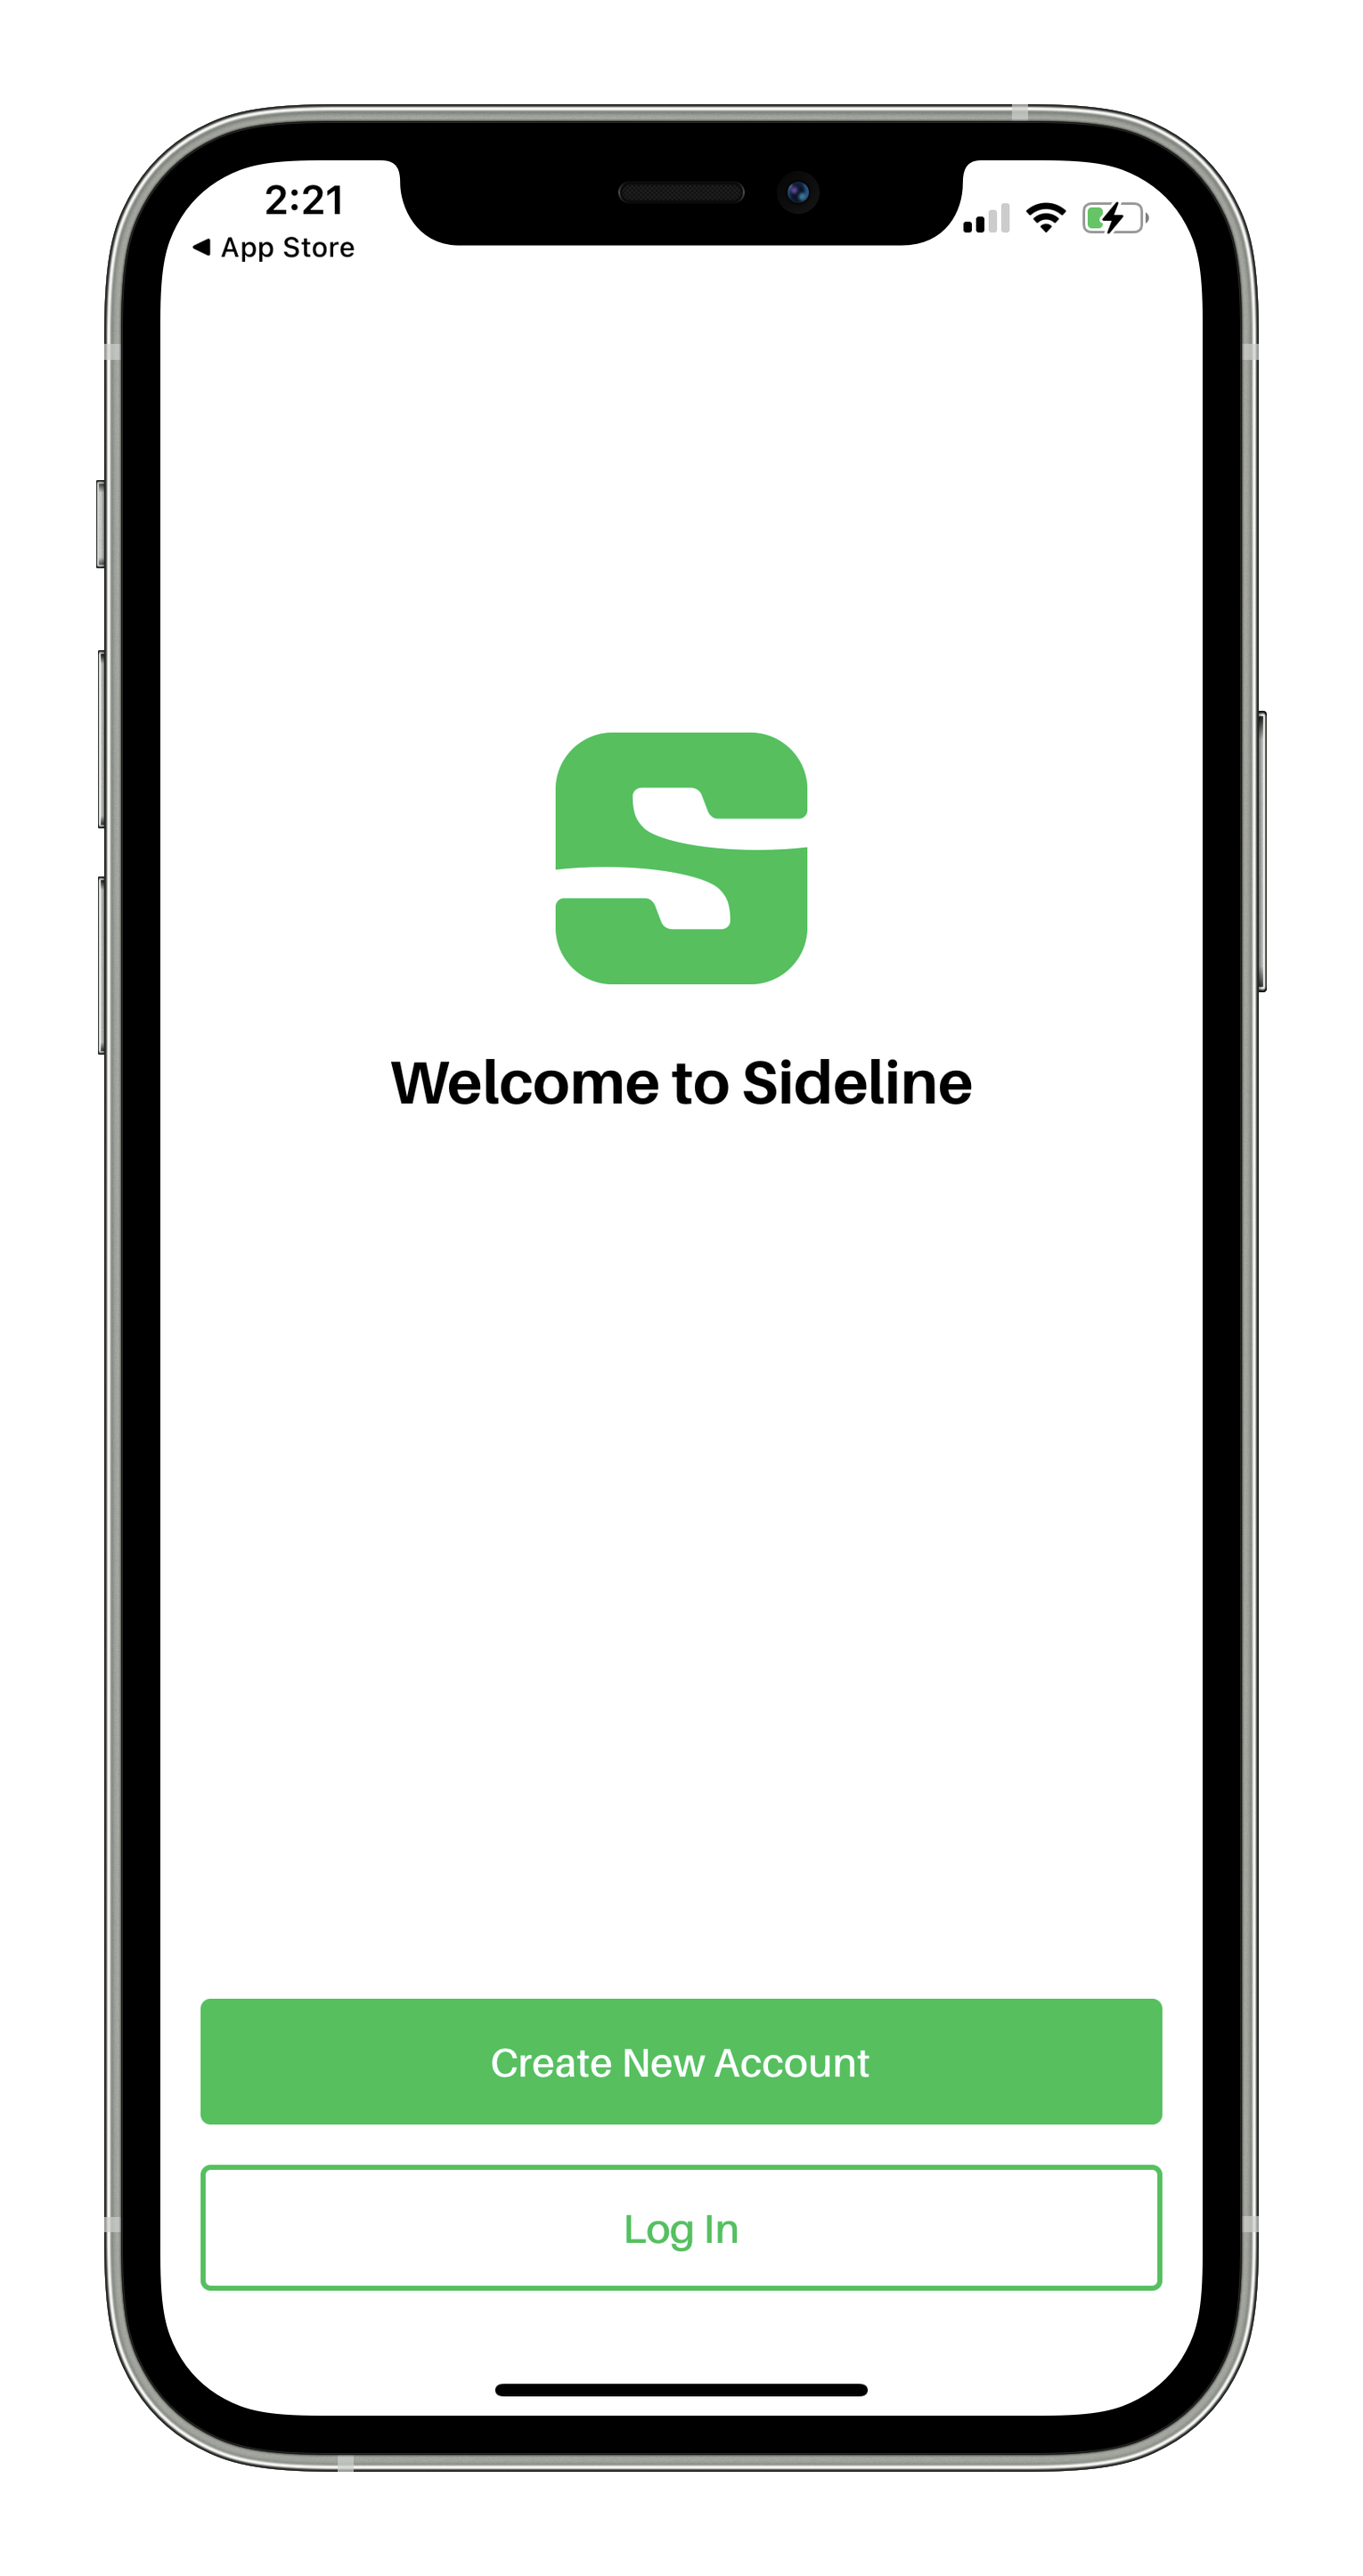 2:21
◀ App Store
Welcome to Sideline
Create New Account
Log In